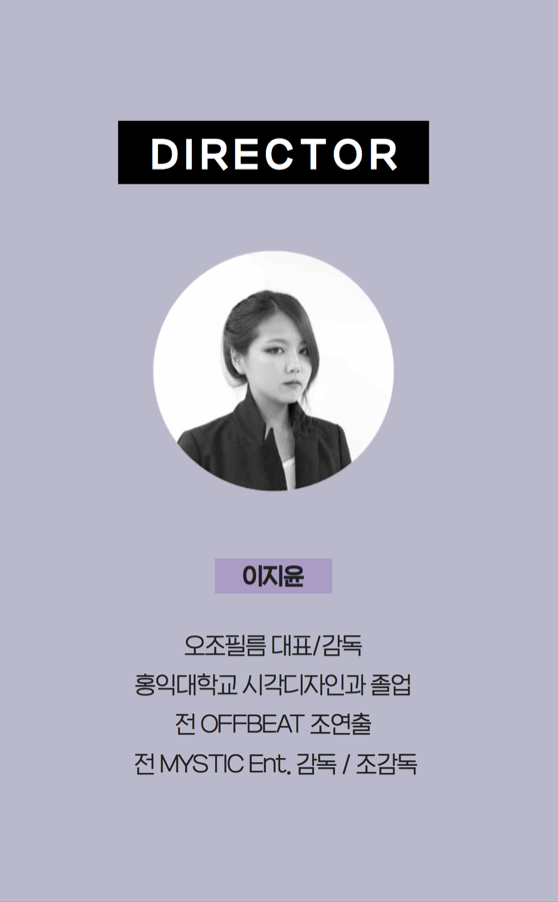 DIRECTOR
이지윤
오조필름 대표/감독
홍익대학교 시각디자인과 졸업
전 OFFBEAT 조연출
전 MYSTIC Ent. 감독 / 조감독